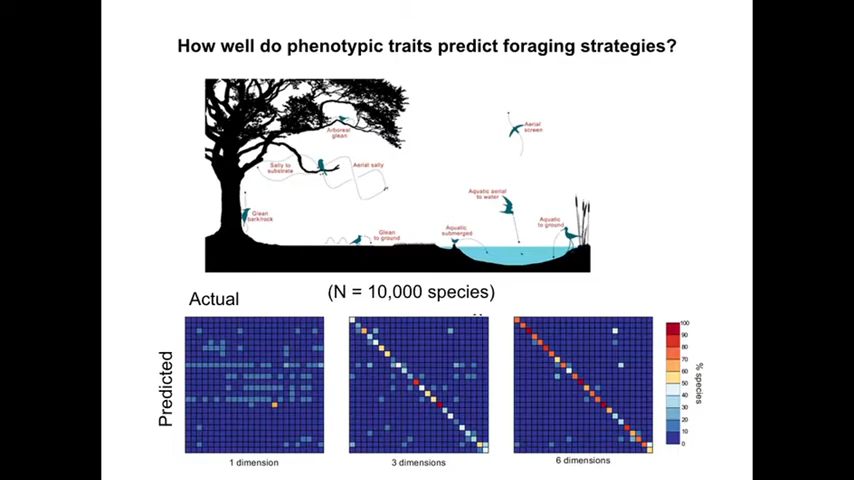 How well do phenotypic traits predict foraging strategies?
Arboreal
glean
Aerial
screen
Sally to
substrate
Aerial sally
Aquatic aerial
to water
Glean
bark/rock
Glean
to ground
Aquatic
submerged
Aquatic
to ground
(N = 10,000 species)
Actual
Predicted
100
90
80
70
60
50
40
30
20
10
0
% species
1 dimension
3 dimensions
6 dimensions